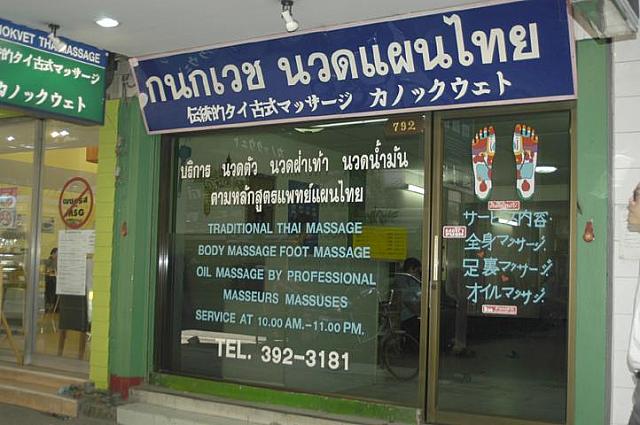 NOKVET THAI MASSAGE
伝統的タイ古式マッサージ
カノックウェト
กนกเวช นวดแผนไทย
伝統的タイ古式マッサージ カノックウェト
792
บริการ นวดตัว นวดฝ่าเท้า นวดน้ำมัน
ตามหลักสูตรแพทย์แผนไทย
TRADITIONAL THAI MASSAGE
BODY MASSAGE FOOT MASSAGE
OIL MASSAGE BY PROFESSIONAL
MASSEURS MASSUSES
SERVICE AT 10.00 AM.-11.00 PM.
TEL. 392-3181
サービス内容
全身マッサージ
足裏マッサージ
オイルマッサージ
MSG